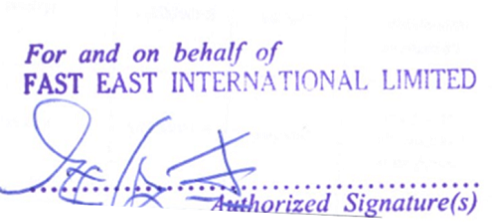 For and on behalf of
FAST EAST INTERNATIONAL LIMITED
Authorized Signature(s)